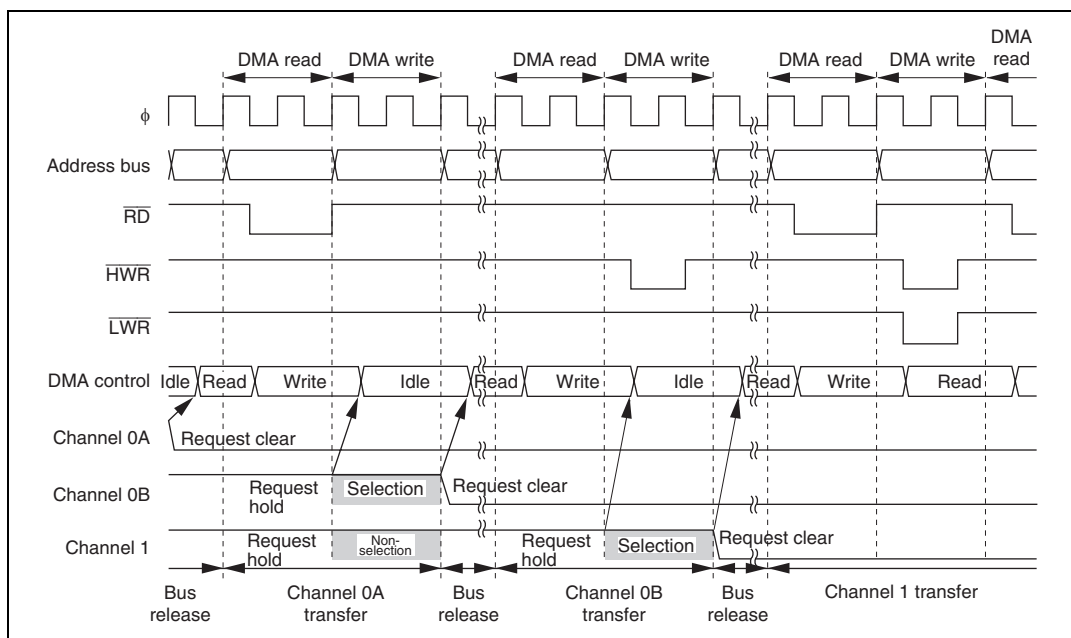 DMA read DMA write DMA read DMA write DMA read DMA write DMA
read
φ
Address bus
RD
HWR
LWR
DMA control Idle Read Write Idle Read Write Idle Read Write Read
Channel 0A Request clear
Channel 0B Request
hold Selection Request clear
Channel 1 Request
hold Non-
selection Request
hold Selection Request clear
Bus
release Channel 0A
transfer Bus
release Channel 0B
transfer Bus
release Channel 1 transfer